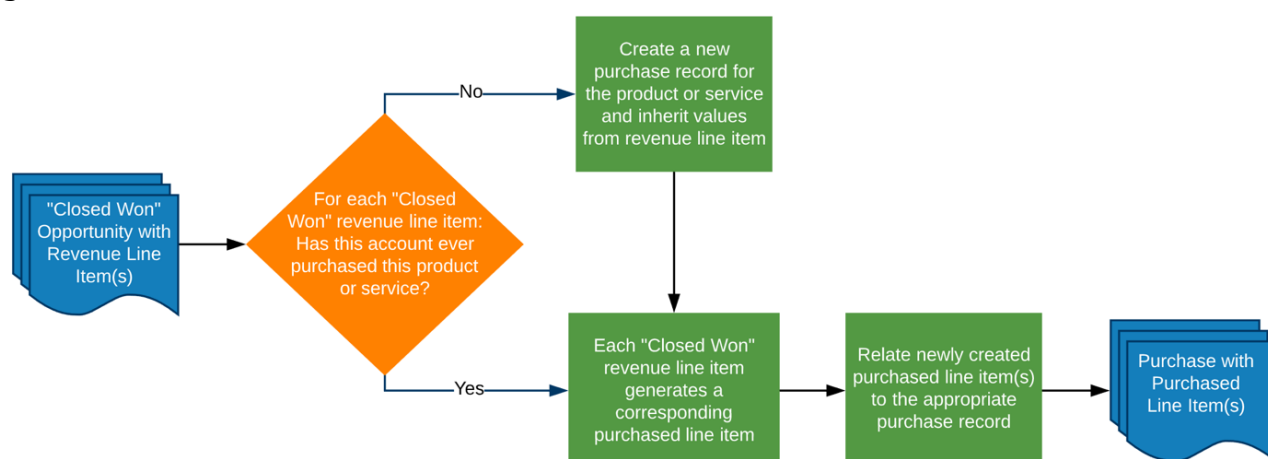 "Closed Won"
Opportunity with
Revenue Line
Item(s)
For each "Closed
Won" revenue line item:
Has this account ever
purchased this product
or service?
No
Create a new
purchase record for
the product or service
and inherit values
from revenue line item
Yes
Each "Closed Won"
revenue line item
generates a
corresponding
purchased line item
Relate newly created
purchased line item(s)
to the appropriate
purchase record
Purchase with
Purchased
Line Item(s)